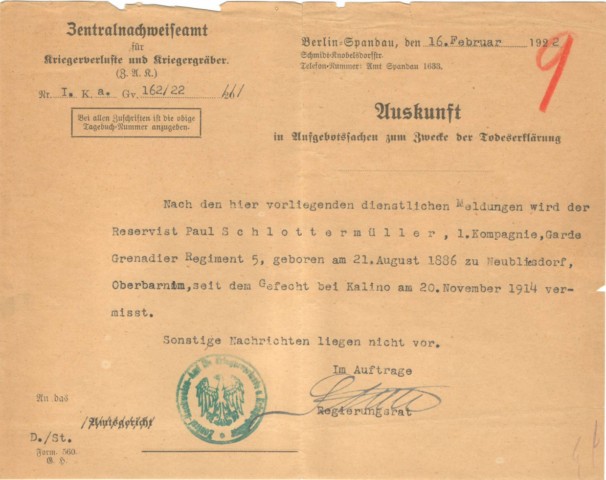 Zentralnachweiseamt
für
Kriegerverluste und Kriegergräber.
(Z. A. K.)
Nr. I. K. a. Gv. 162/22
Bei allen Zuschriften ist die obige
Tagebuch-Nummer anzugeben.
Berlin-Spandau, den 16. Februar 1922
Schmidt-Knobelsdorffstr.
Telefon-Nummer: Amt Spandau 1633.
9
Auskunft
in Aufgebotssachen zum Zwecke der Todeserklärung
Nach den hier vorliegenden dienstlichen Meldungen wird der
Reservist Paul S c h l o t t e r m ü l l e r , 1.Kompagnie,Garde
Grenadier Regiment 5, geboren am 21.August 1886 zu
Oberbarnim,seit dem Gefecht bei Kalino am 20.November 1914 ver-
misst.
Sonstige Nachrichten liegen nicht vor.
Im Auftrage
Regierungsrat
An das
Amtsgericht
D./St.
Form. 560.